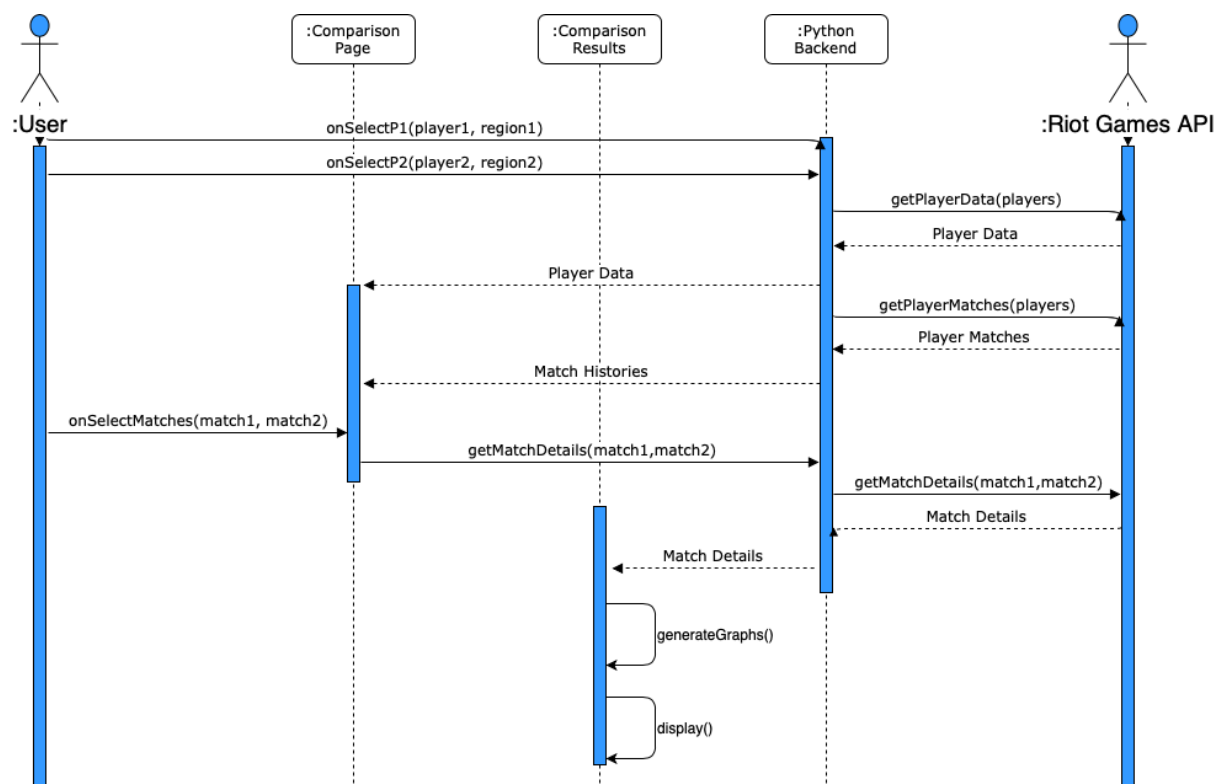 :Comparison
Page
:Comparison
Results
:Python
Backend
:User
:Riot Games API
onSelectP1(player1, region1)
onSelectP2(player2, region2)
getPlayerData(players)
Player Data
Player Data
getPlayerMatches(players)
Player Matches
Match Histories
onSelectMatches(match1, match2)
getMatchDetails(match1,match2)
getMatchDetails(match1,match2)
Match Details
Match Details
generateGraphs()
display()